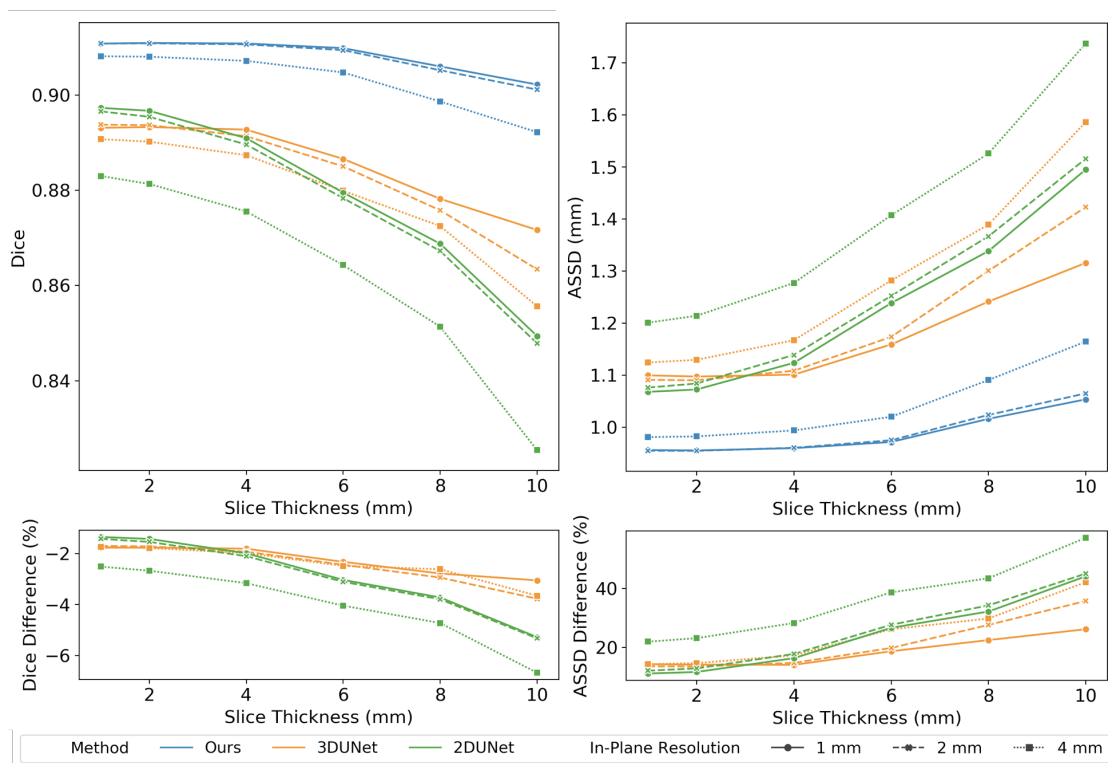 0.90
0.88
0.86
0.84
Dice
2 4 6 8 10
Slice Thickness (mm)
1.7
1.6
1.5
1.4
1.3
1.2
1.1
1.0
ASSD (mm)
2 4 6 8 10
Slice Thickness (mm)
−2
−4
−6
Dice Difference (%)
2 4 6 8 10
Slice Thickness (mm)
40
20
ASSD Difference (%)
2 4 6 8 10
Slice Thickness (mm)
Method Ours 3DUNet 2DUNet In-Plane Resolution 1 mm 2 mm 4 mm